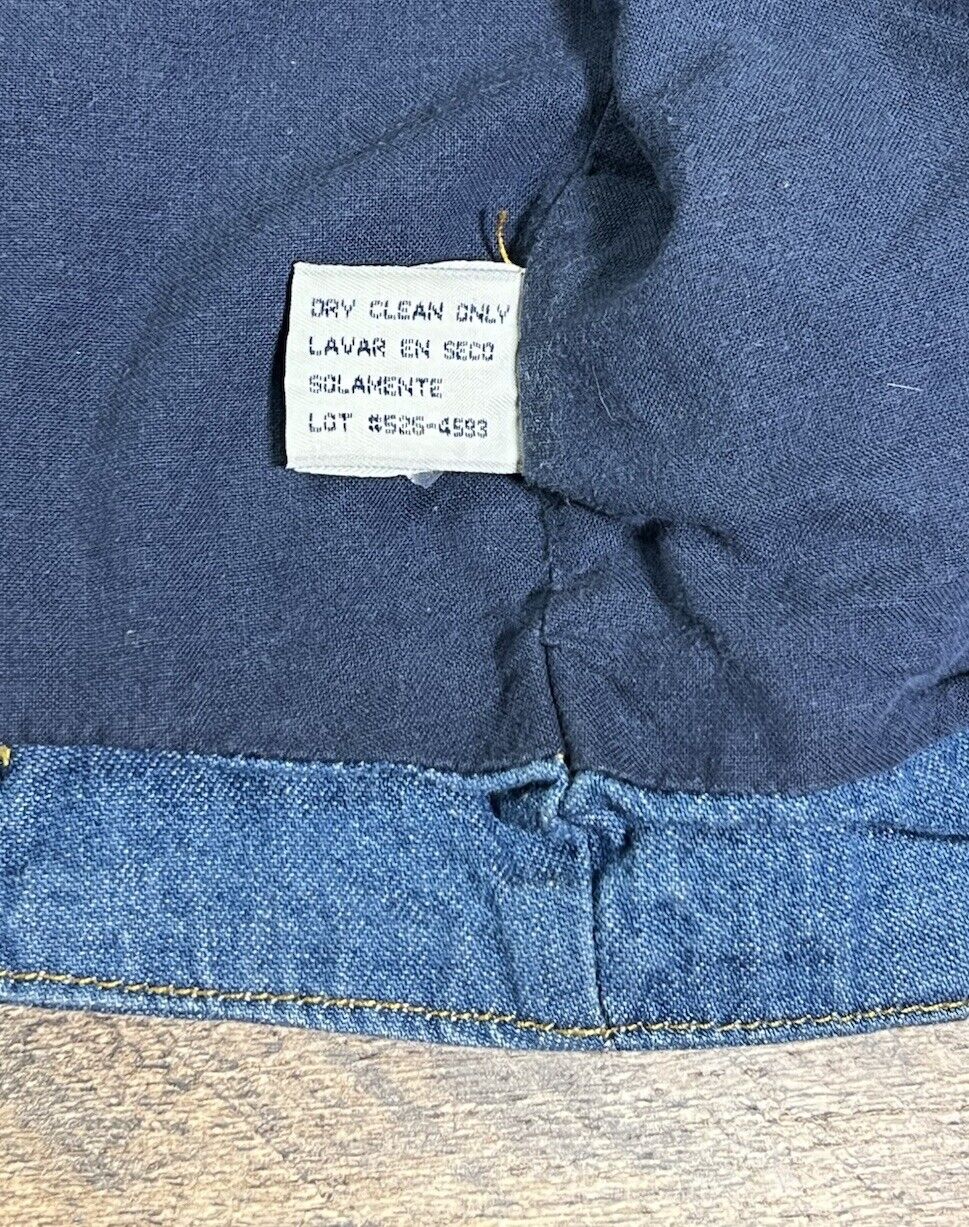 DRY CLEAN ONLY
LAVAR EN SECO
SOLAMENTE
LOT #525-4593